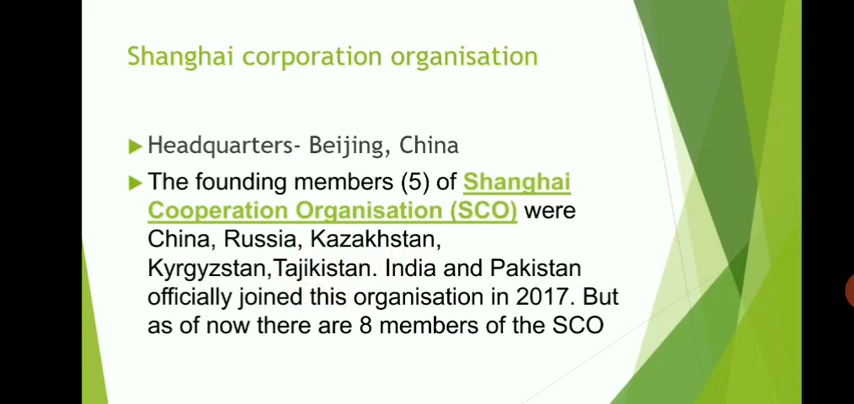 Shanghai corporation organisation
Headquarters- Beijing, China
The founding members (5) of Shanghai
Cooperation Organisation (SCO) were
China, Russia, Kazakhstan,
Kyrgyzstan,Tajikistan. India and Pakistan
officially joined this organisation in 2017. But
as of now there are 8 members of the SCO